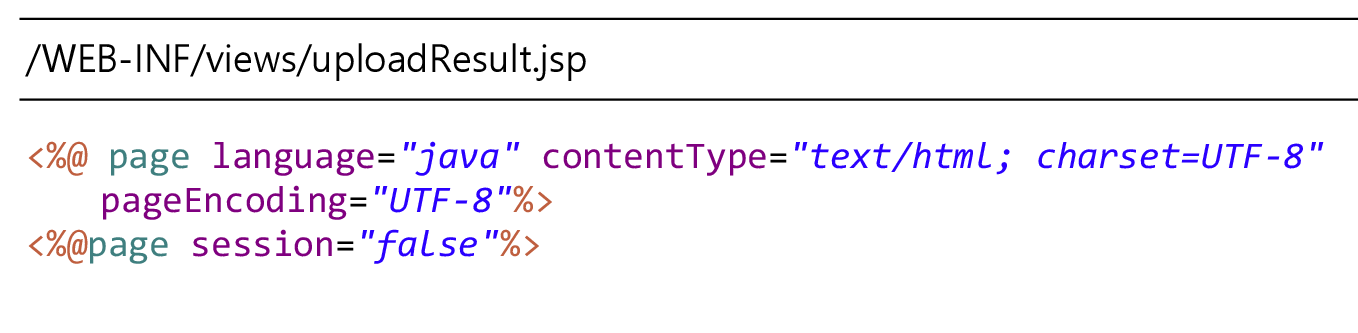 /WEB-INF/views/uploadResult.jsp
<%@ page language="java" contentType="text/html; charset=UTF-8"
    pageEncoding="UTF-8"%>
<%@page session="false"%>